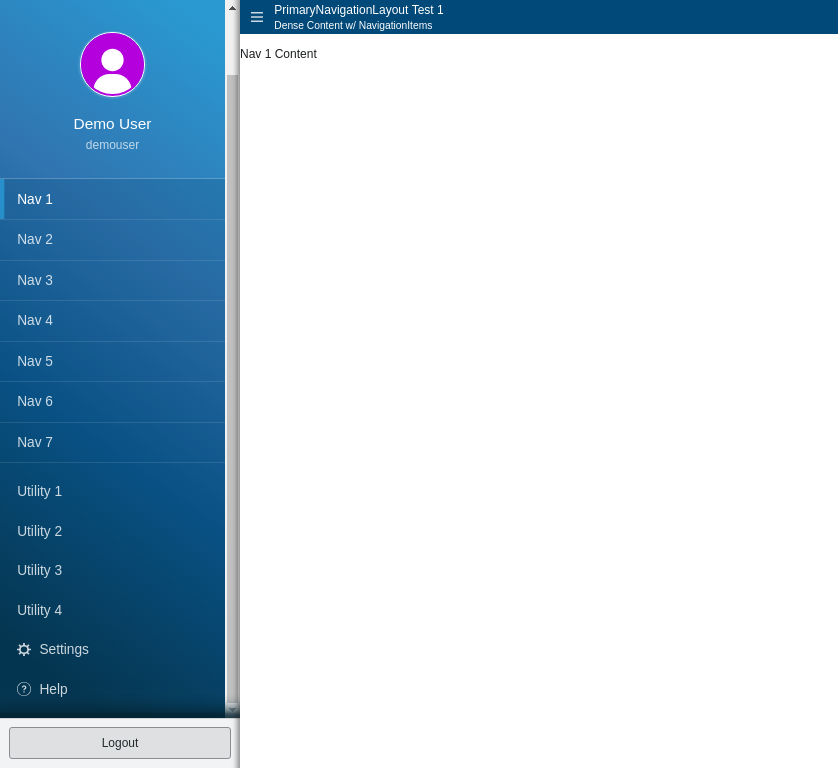 Demo User
demouser
Nav 1
Nav 2
Nav 3
Nav 4
Nav 5
Nav 6
Nav 7
Utility 1
Utility 2
Utility 3
Utility 4
Settings
Help
Logout
PrimaryNavigationLayout Test 1
Dense Content w/ NavigationItems
Nav 1 Content